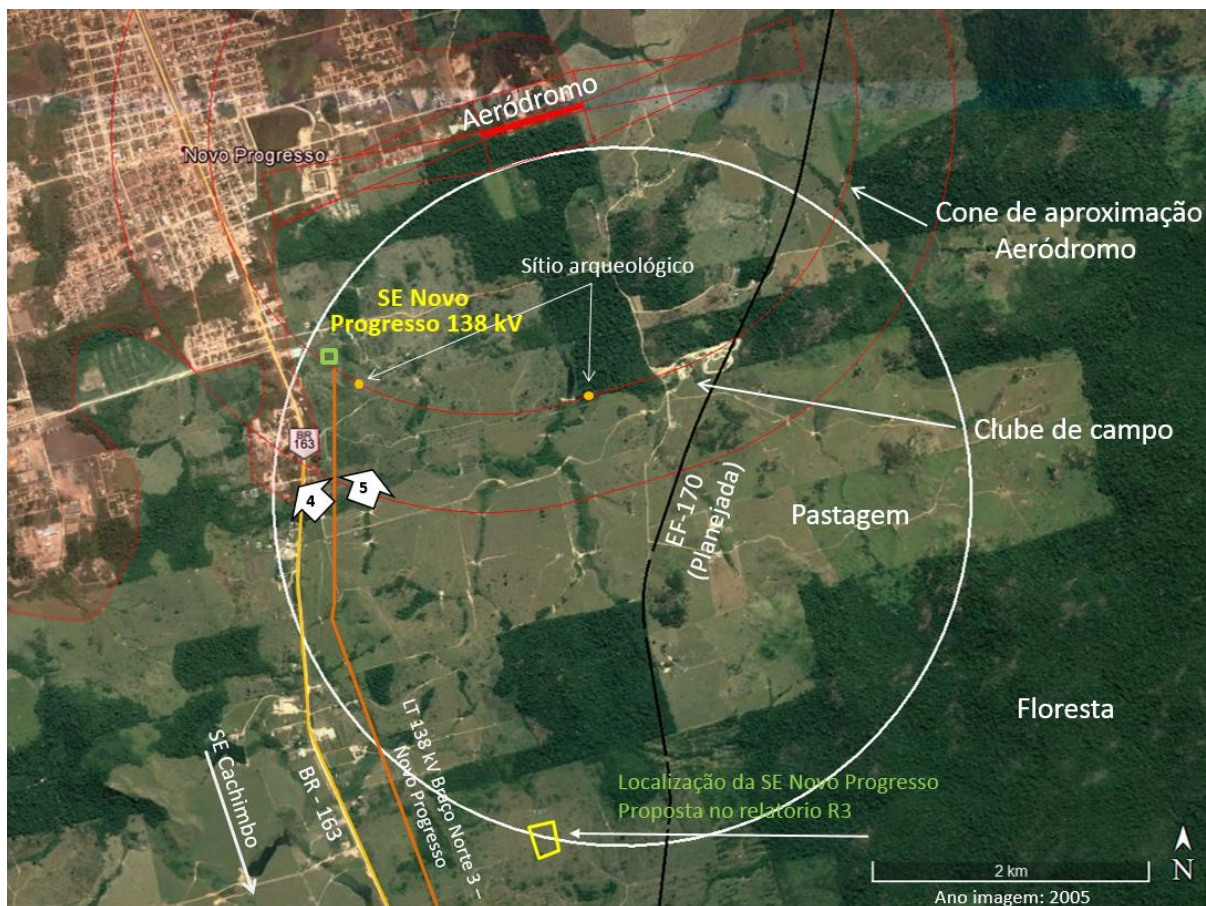 Aeródromo
Novo Progresso
Cone de aproximação
Aeródromo
Sítio arqueológico
SE Novo
Progresso 138 kV
BR
163
Clube de campo
4
5
EF-170
(Planejada)
Pastagem
Floresta
SE Cachimbo
BR - 163
LT 138 kV Braço Norte 3 –
Novo Progresso
Localização da SE Novo Progresso
Proposta no relatório R3
2 km
N
Ano imagem: 2005